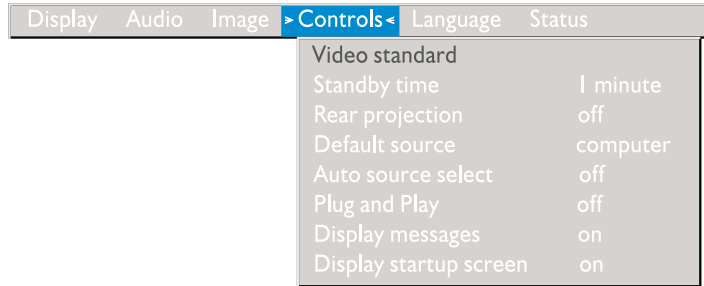 Display Audio Image >Controls< Language Status
Video standard
Standby time 1 minute
Rear projection off
Default source computer
Auto source select off
Plug and Play off
Display messages on
Display startup screen on